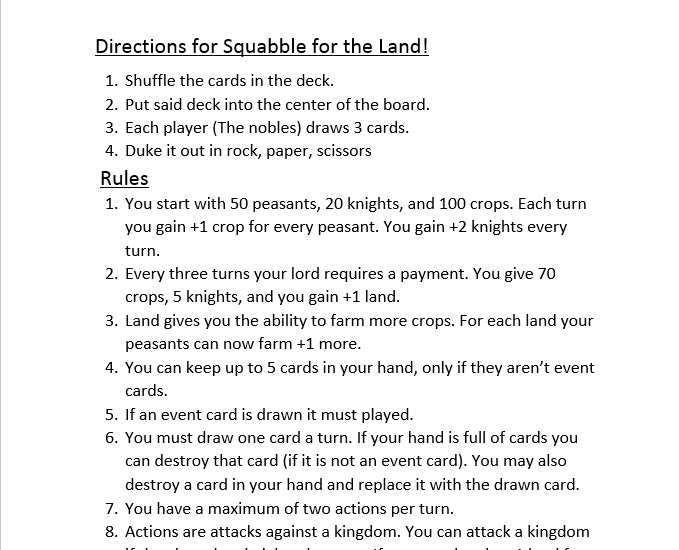 Directions for Squabble for the Land!
1. Shuffle the cards in the deck.
2. Put said deck into the center of the board.
3. Each player (The nobles) draws 3 cards.
4. Duke it out in rock, paper, scissors
Rules
1. You start with 50 peasants, 20 knights, and 100 crops. Each turn
you gain +1 crop for every peasant. You gain +2 knights every
turn.
2. Every three turns your lord requires a payment. You give 70
crops, 5 knights, and you gain +1 land.
3. Land gives you the ability to farm more crops. For each land your
peasants can now farm +1 more.
4. You can keep up to 5 cards in your hand, only if they aren’t event
cards.
5. If an event card is drawn it must played.
6. You must draw one card a turn. If your hand is full of cards you
can destroy that card (if it is not an event card). You may also
destroy a card in your hand and replace it with the drawn card.
7. You have a maximum of two actions per turn.
8. Actions are attacks against a kingdom. You can attack a kingdom